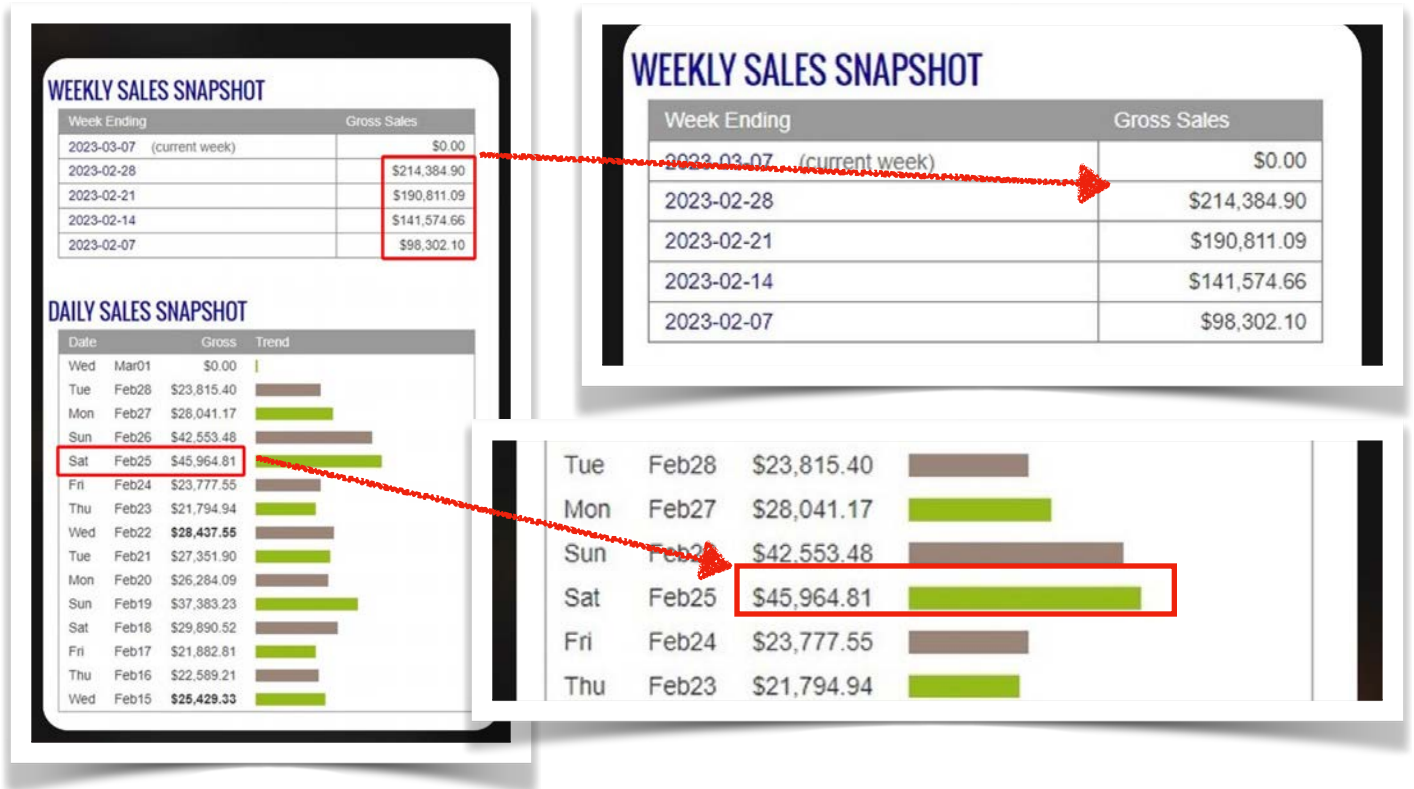 WEEKLY SALES SNAPSHOT
Week Ending Gross Sales
2023-03-07 (current week) $0.00
2023-02-28 $214,384.90
2023-02-21 $190,811.09
2023-02-14 $141,574.66
2023-02-07 $98,302.10
DAILY SALES SNAPSHOT
Date Gross Trend
Wed Mar01 $0.00
Tue Feb28 $23,815.40
Mon Feb27 $28,041.17
Sun Feb26 $42,553.48
Sat Feb25 $45,964.81
Fri Feb24 $23,777.55
Thu Feb23 $21,794.94
Wed Feb22 $28,437.55
Tue Feb21 $27,351.90
Mon Feb20 $26,284.09
Sun Feb19 $37,383.23
Sat Feb18 $29,890.52
Fri Feb17 $21,882.81
Thu Feb16 $22,589.21
Wed Feb15 $25,429.33
WEEKLY SALES SNAPSHOT
Week Ending Gross Sales
2023-03-07 (current week) $0.00
2023-02-28 $214,384.90
2023-02-21 $190,811.09
2023-02-14 $141,574.66
2023-02-07 $98,302.10
Tue Feb28 $23,815.40
Mon Feb27 $28,041.17
Sun Feb26 $42,553.48
Sat Feb25 $45,964.81
Fri Feb24 $23,777.55
Thu Feb23 $21,794.94